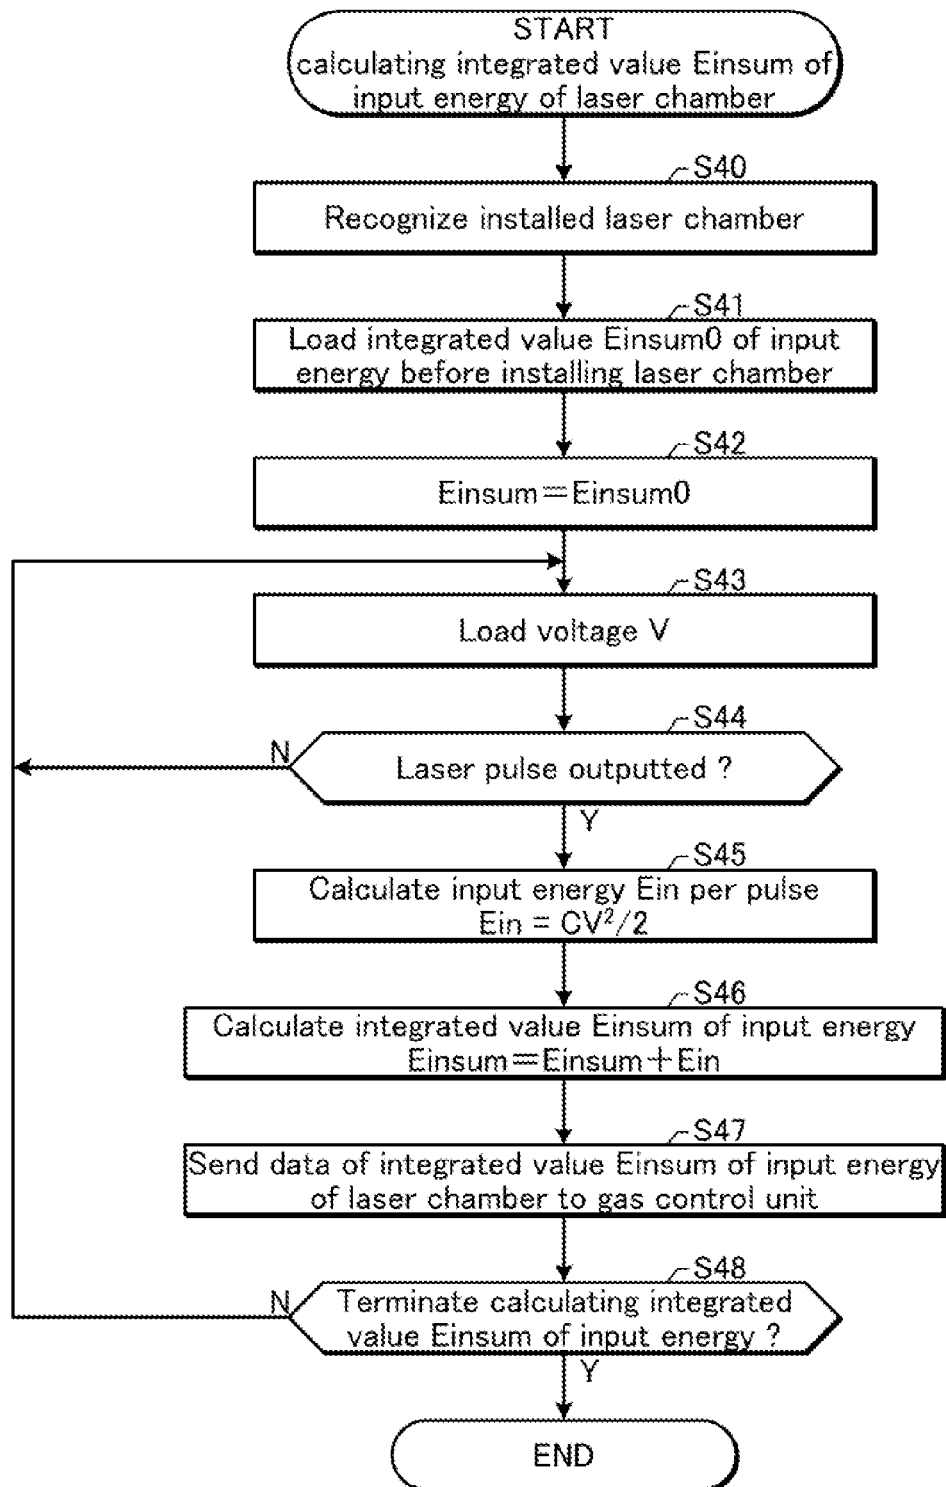 START
calculating integrated value Einsum of
input energy of laser chamber
S40
Recognize installed laser chamber
S41
Load integrated value Einsum0 of input
energy before installing laser chamber
S42
Einsum=Einsum0
S43
Load voltage V
S44
N
Laser pulse outputted ?
Y
S45
Calculate input energy Ein per pulse
Ein = CV²/2
S46
Calculate integrated value Einsum of input energy
Einsum=Einsum+Ein
S47
Send data of integrated value Einsum of input energy
of laser chamber to gas control unit
S48
N
Terminate calculating integrated
value Einsum of input energy ?
Y
END